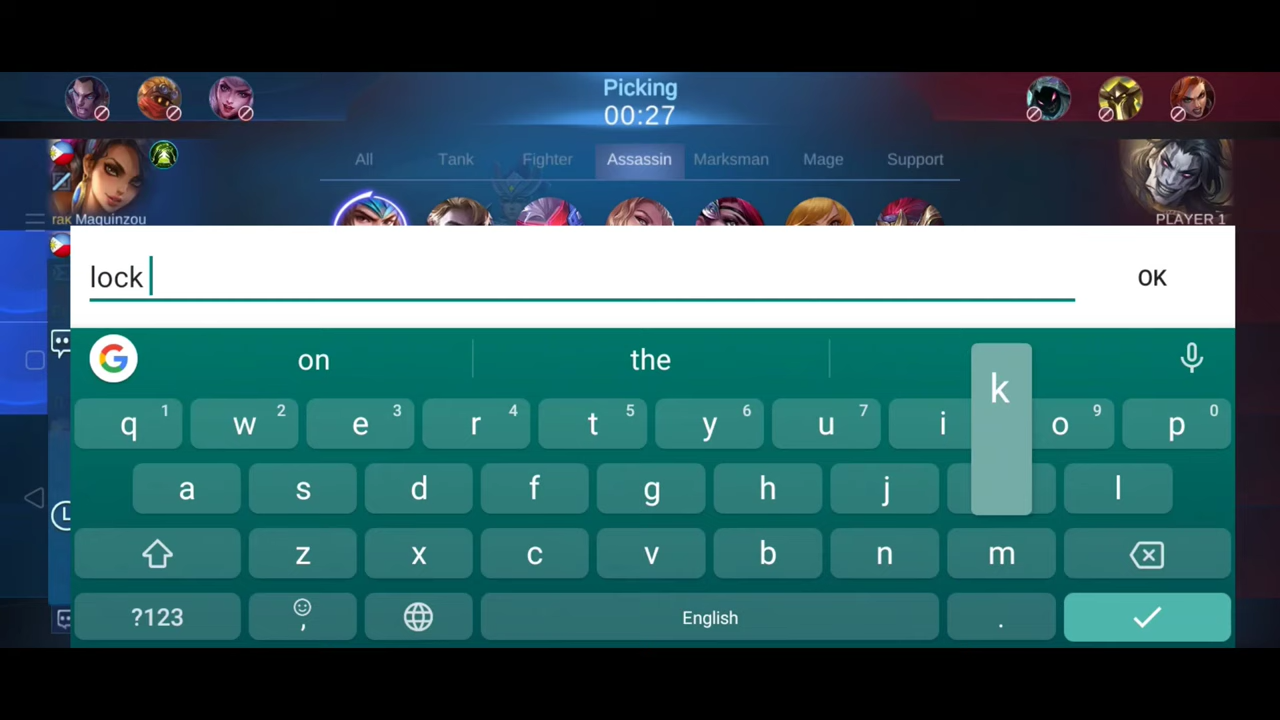 Picking
00:27
All Tank Fighter Assassin Marksman Mage Support
rak Maquinzou
PLAYER 1
lock
OK
on the
k
q 1 w 2 e 3 r 4 t 5 y 6 u 7 i o 9 p 0
a s d f g h j l
z x c v b n m
?123 , English .